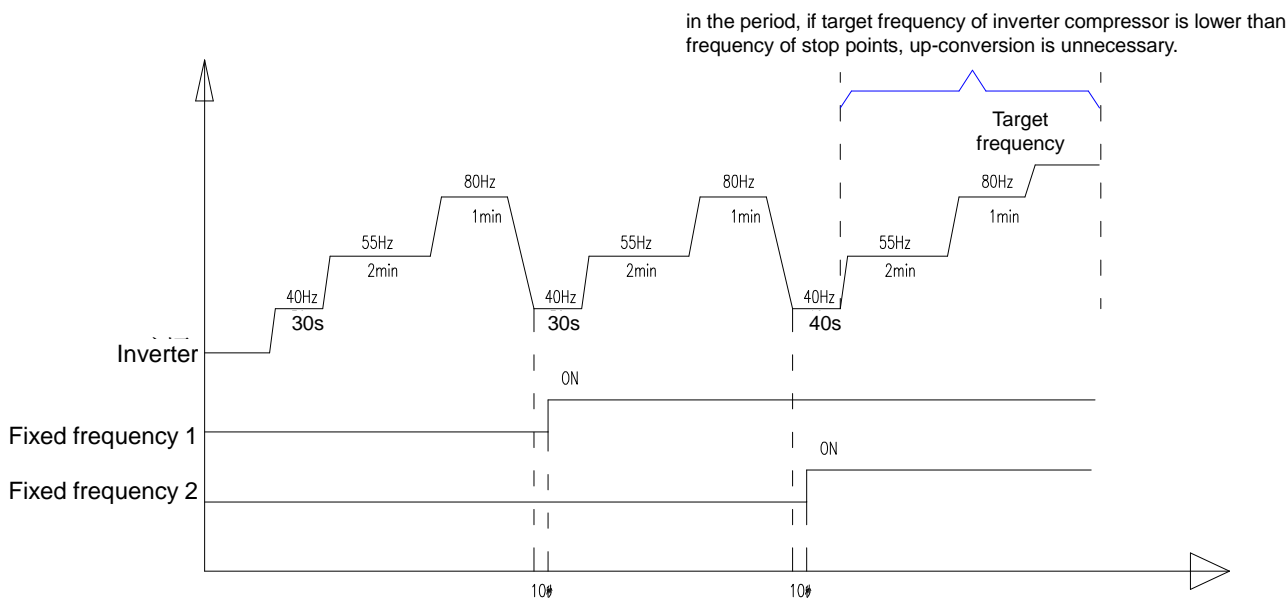 in the period, if target frequency of inverter compressor is lower than
frequency of stop points, up-conversion is unnecessary.
Target
frequency
80Hz
1min
80Hz
1min
80Hz
1min
55Hz
2min
55Hz
2min
55Hz
2min
40Hz
30s
40Hz
30s
40Hz
40s
Inverter
ON
Fixed frequency 1
ON
Fixed frequency 2